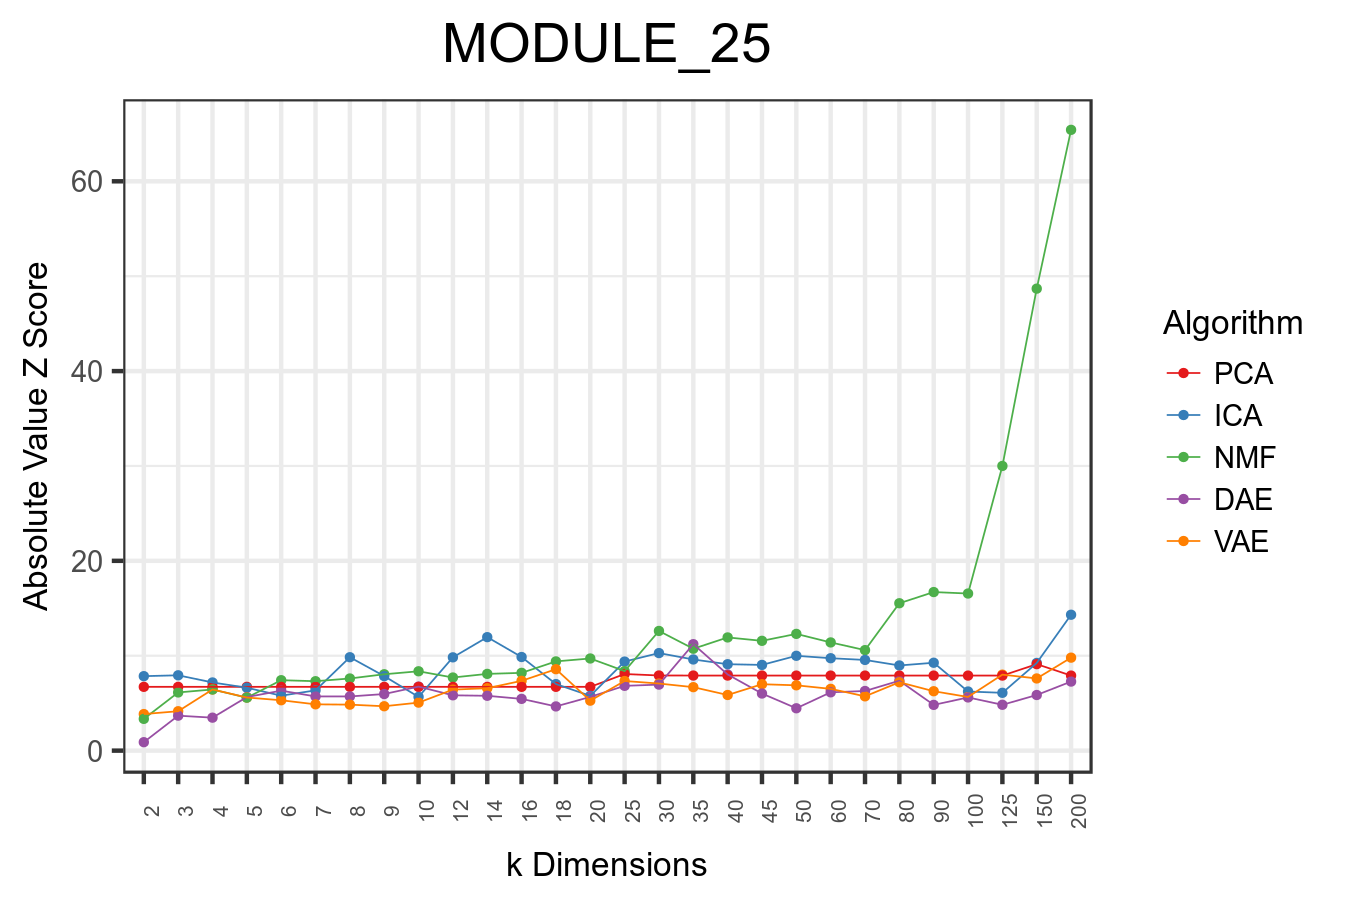 MODULE_25
Absolute Value Z Score
60
40
20
0
2 3 4 5 6 7 8 9 10 12 14 16 18 20 25 30 35 40 45 50 60 70 80 90 100 125 150 200
k Dimensions
Algorithm
PCA
ICA
NMF
DAE
VAE